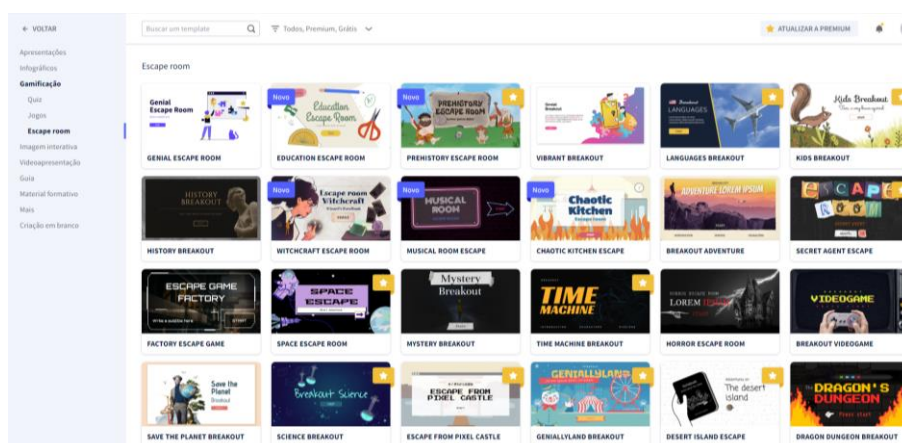 ← VOLTAR
Buscar um template
Todos, Premium, Grátis
ATUALIZAR A PREMIUM
Apresentações
Infográficos
Gamificação
Quiz
Jogos
Escape room
Imagem interativa
Videoapresentação
Guia
Material formativo
Mais
Criação em branco
Escape room
Genial
Escape Room
GENIAL ESCAPE ROOM
Novo
Education
Escape Room
EDUCATION ESCAPE ROOM
Novo
PREHISTORY
ESCAPE ROOM
PREHISTORY ESCAPE ROOM
Genial
Breakout
VIBRANT BREAKOUT
Breakout
LANGUAGES
LANGUAGES BREAKOUT
Kids Breakout
KIDS BREAKOUT
HISTORY
BREAKOUT
HISTORY BREAKOUT
Novo
Escape room
Witchcraft
WITCHCRAFT ESCAPE ROOM
Novo
MUSICAL
ROOM
MUSICAL ROOM ESCAPE
Novo
Chaotic
Kitchen
CHAOTIC KITCHEN ESCAPE
ADVENTURE LOREM IPSUM
BREAKOUT ADVENTURE
ESCAPE
ROOM
SECRET AGENT ESCAPE
ESCAPE GAME
FACTORY
START
FACTORY ESCAPE GAME
SPACE
ESCAPE
SPACE ESCAPE ROOM
Mystery
Breakout
MYSTERY BREAKOUT
TIME
MACHINE
TIME MACHINE BREAKOUT
LOREM
HORROR ESCAPE ROOM
VIDEOGAME
BREAKOUT VIDEOGAME
Save the
Planet
Breakout
SAVE THE PLANET BREAKOUT
Breakout Science
SCIENCE BREAKOUT
ESCAPE FROM
PIXEL CASTLE
ESCAPE FROM PIXEL CASTLE
GENIALLYLAND
GENIALLYLAND BREAKOUT
The desert
island
DESERT ISLAND ESCAPE
DRAGON'S
DUNGEON
DRAGON DUNGEON BREAKOUT